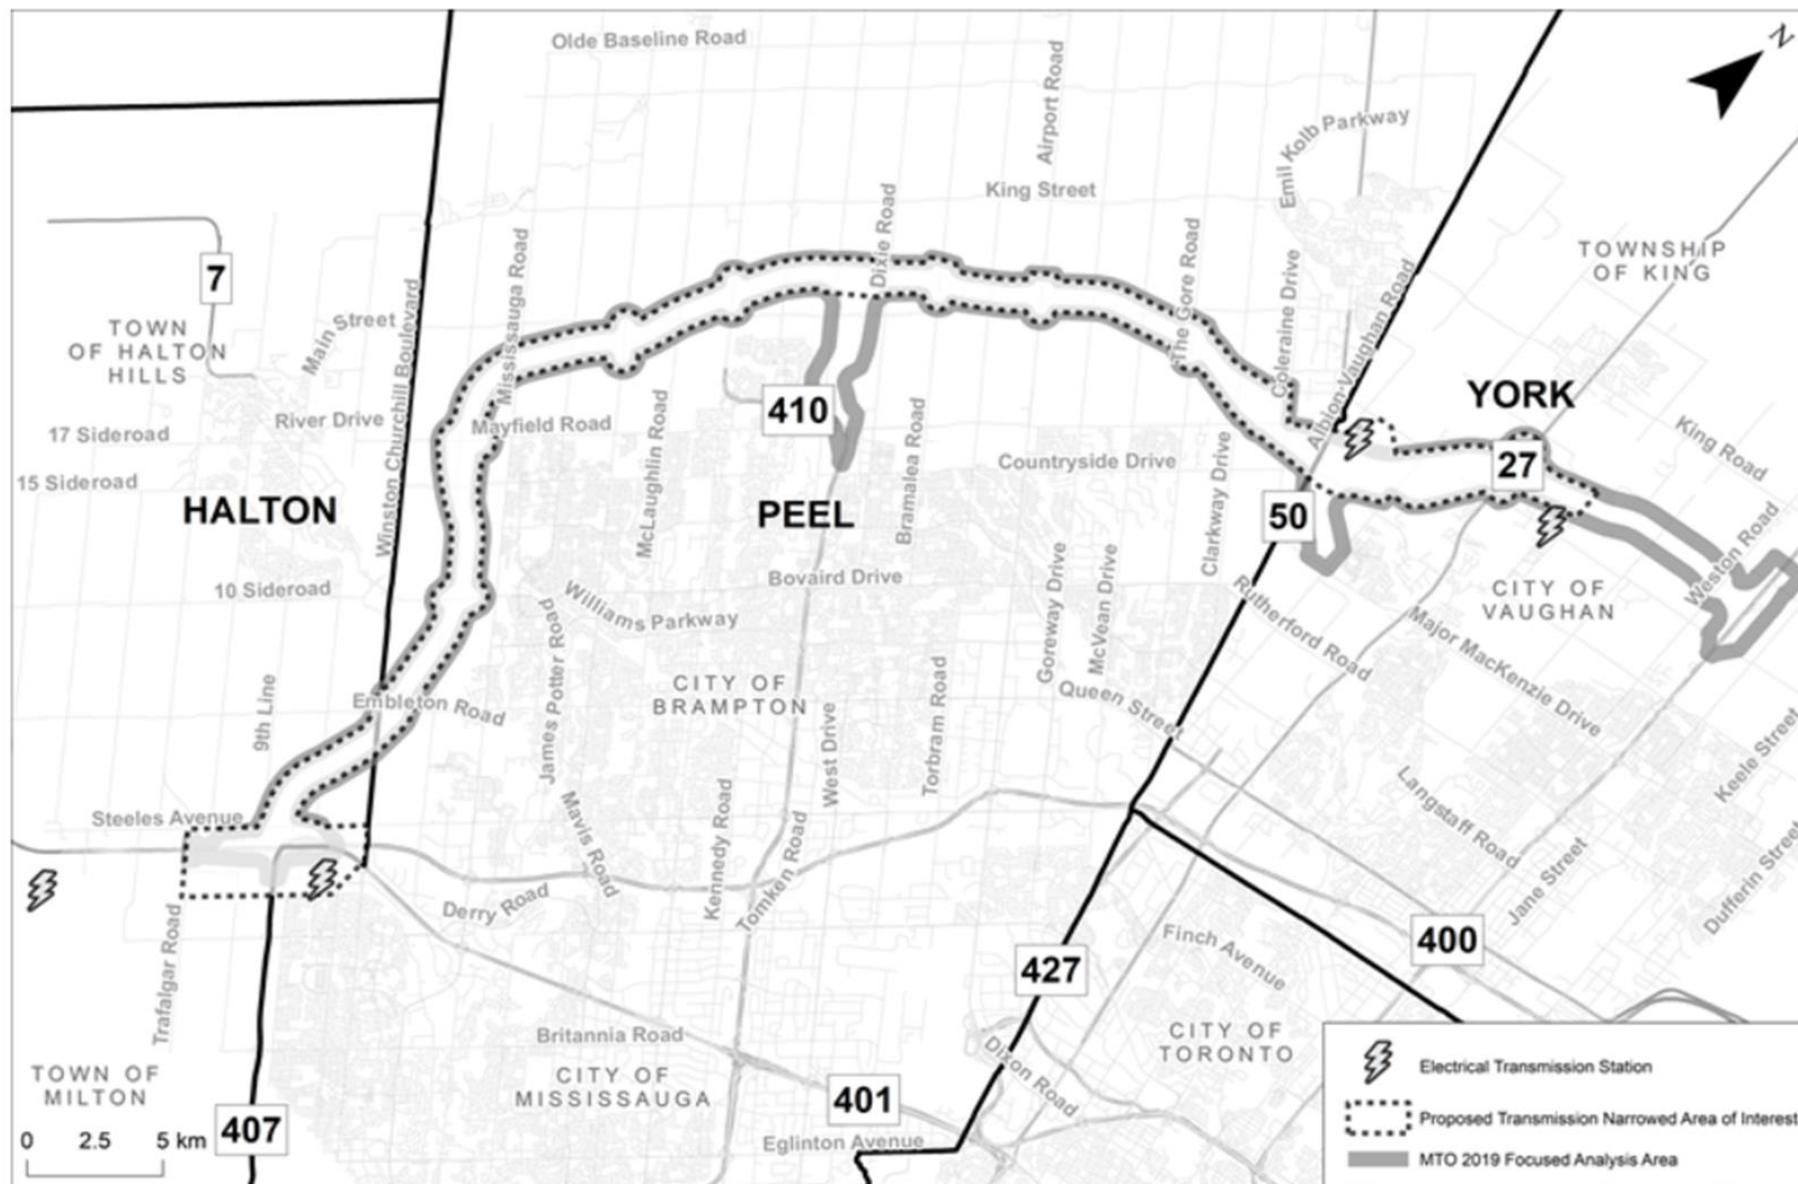 N
Olde Baseline Road
Airport Road
Emil Kolb Parkway
King Street
Dixie Road
The Gore Road
Coleraine Drive
Albion-Vaughan Road
TOWNSHIP
OF KING
7
TOWN
OF HALTON
HILLS
Main Street
Winston Churchill Boulevard
Mississauga Road
River Drive
17 Sideroad
15 Sideroad
HALTON
10 Sideroad
Mayfield Road
McLaughlin Road
410
Bramalea Road
Countryside Drive
PEEL
Clarkway Drive
50
YORK
27
King Road
Weston Road
CITY OF
VAUGHAN
Bovaird Drive
Williams Parkway
James Potter Road
Goreway Drive
McVean Drive
Rutherford Road
Major MacKenzie Drive
Queen Street
CITY OF
BRAMPTON
9th Line
Embleton Road
West Drive
Torbram Road
Keele Street
Langstaff Road
Steeles Avenue
Mavis Road
Kennedy Road
Tomken Road
Jane Street
Dufferin Street
Derry Road
Trafalgar Road
427
Finch Avenue
400
Britannia Road
CITY OF
MISSISSAUGA
CITY OF
TORONTO
Dixon Road
TOWN OF
MILTON
401
407
Eglinton Avenue
0 2.5 5 km
Electrical Transmission Station
Proposed Transmission Narrowed Area of Interest
MTO 2019 Focused Analysis Area